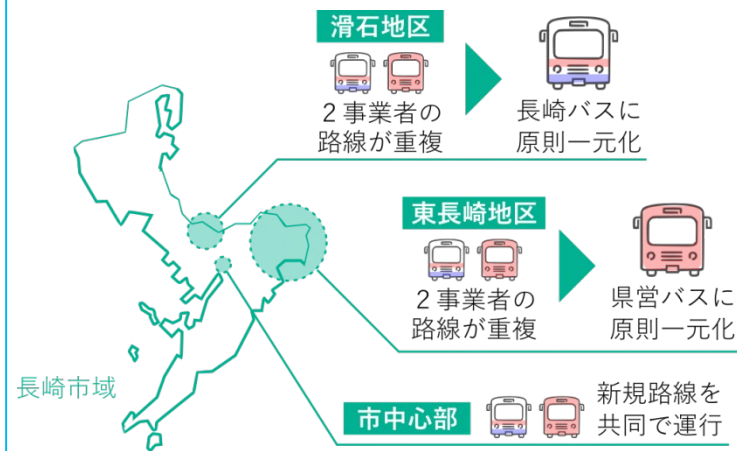 滑石地区
2事業者の
路線が重複
長崎バスに
原則一元化
東長崎地区
2事業者の
路線が重複
県営バスに
原則一元化
長崎市域
市中心部
新規路線を
共同で運行